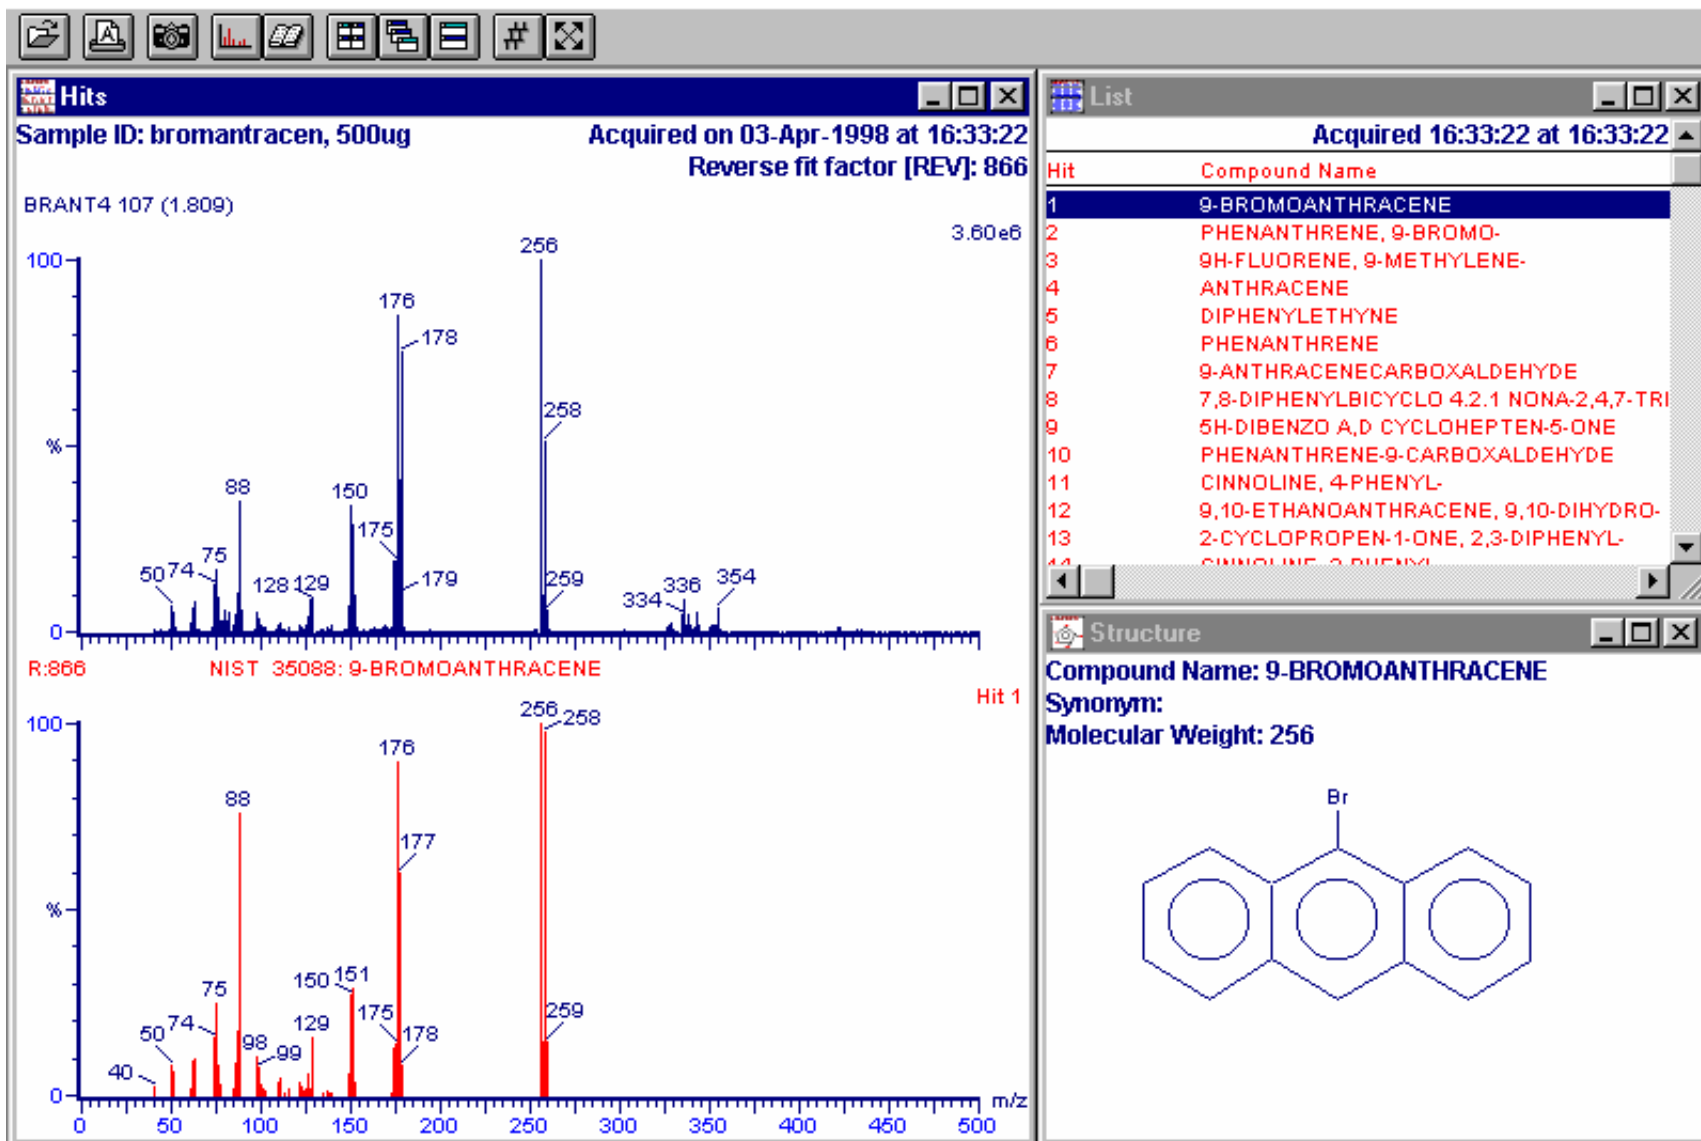 Hits
Sample ID: bromantracen, 500ug
Acquired on 03-Apr-1998 at 16:33:22
Reverse fit factor [REV]: 866
BRANT4 107 (1.809)
3.60e6
100
%
0
256
176
178
258
88
150
175
75
50
74
128
129
179
259
334
336
354
R:866
NIST 35088: 9-BROMOANTHRACENE
Hit 1
100
%
0
256
258
176
88
177
75
150
151
50
74
129
175
178
259
98
99
40
m/z
0 50 100 150 200 250 300 350 400 450 500
List
Acquired 16:33:22 at 16:33:22
Hit Compound Name
1 9-BROMOANTHRACENE
2 PHENANTHRENE, 9-BROMO-
3 9H-FLUORENE, 9-METHYLENE-
4 ANTHRACENE
5 DIPHENYLETHYNE
6 PHENANTHRENE
7 9-ANTHRACENECARBOXALDEHYDE
8 7,8-DIPHENYLBICYCLO 4.2.1 NONA-2,4,7-TRI
9 5H-DIBENZO A,D CYCLOHEPTEN-5-ONE
10 PHENANTHRENE-9-CARBOXALDEHYDE
11 CINNOLINE, 4-PHENYL-
12 9,10-ETHANOANTHRACENE, 9,10-DIHYDRO-
13 2-CYCLOPROPEN-1-ONE, 2,3-DIPHENYL-
Structure
Compound Name: 9-BROMOANTHRACENE
Synonym:
Molecular Weight: 256
Br